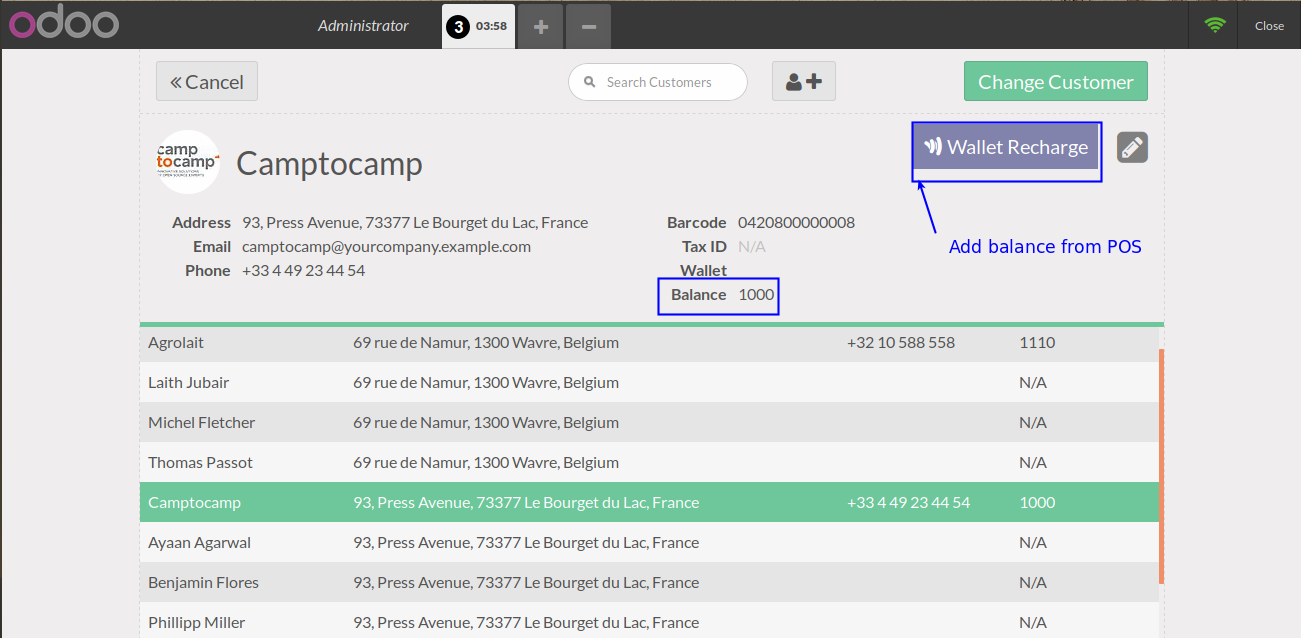 odoo Administrator 3 03:58 Close
Cancel Search Customers Change Customer
camp
tocamp
Camptocamp
Wallet Recharge
Address 93, Press Avenue, 73377 Le Bourget du Lac, France Barcode 0420800000008
Email camptocamp@yourcompany.example.com Tax ID N/A
Add balance from POS
Phone +33 4 49 23 44 54 Wallet
Balance 1000
Agrolait 69 rue de Namur, 1300 Wavre, Belgium +32 10 588 558 1110
Laith Jubair 69 rue de Namur, 1300 Wavre, Belgium N/A
Michel Fletcher 69 rue de Namur, 1300 Wavre, Belgium N/A
Thomas Passot 69 rue de Namur, 1300 Wavre, Belgium N/A
Camptocamp 93, Press Avenue, 73377 Le Bourget du Lac, France +33 4 49 23 44 54 1000
Ayaan Agarwal 93, Press Avenue, 73377 Le Bourget du Lac, France N/A
Benjamin Flores 93, Press Avenue, 73377 Le Bourget du Lac, France N/A
Phillipp Miller 93, Press Avenue, 73377 Le Bourget du Lac, France N/A